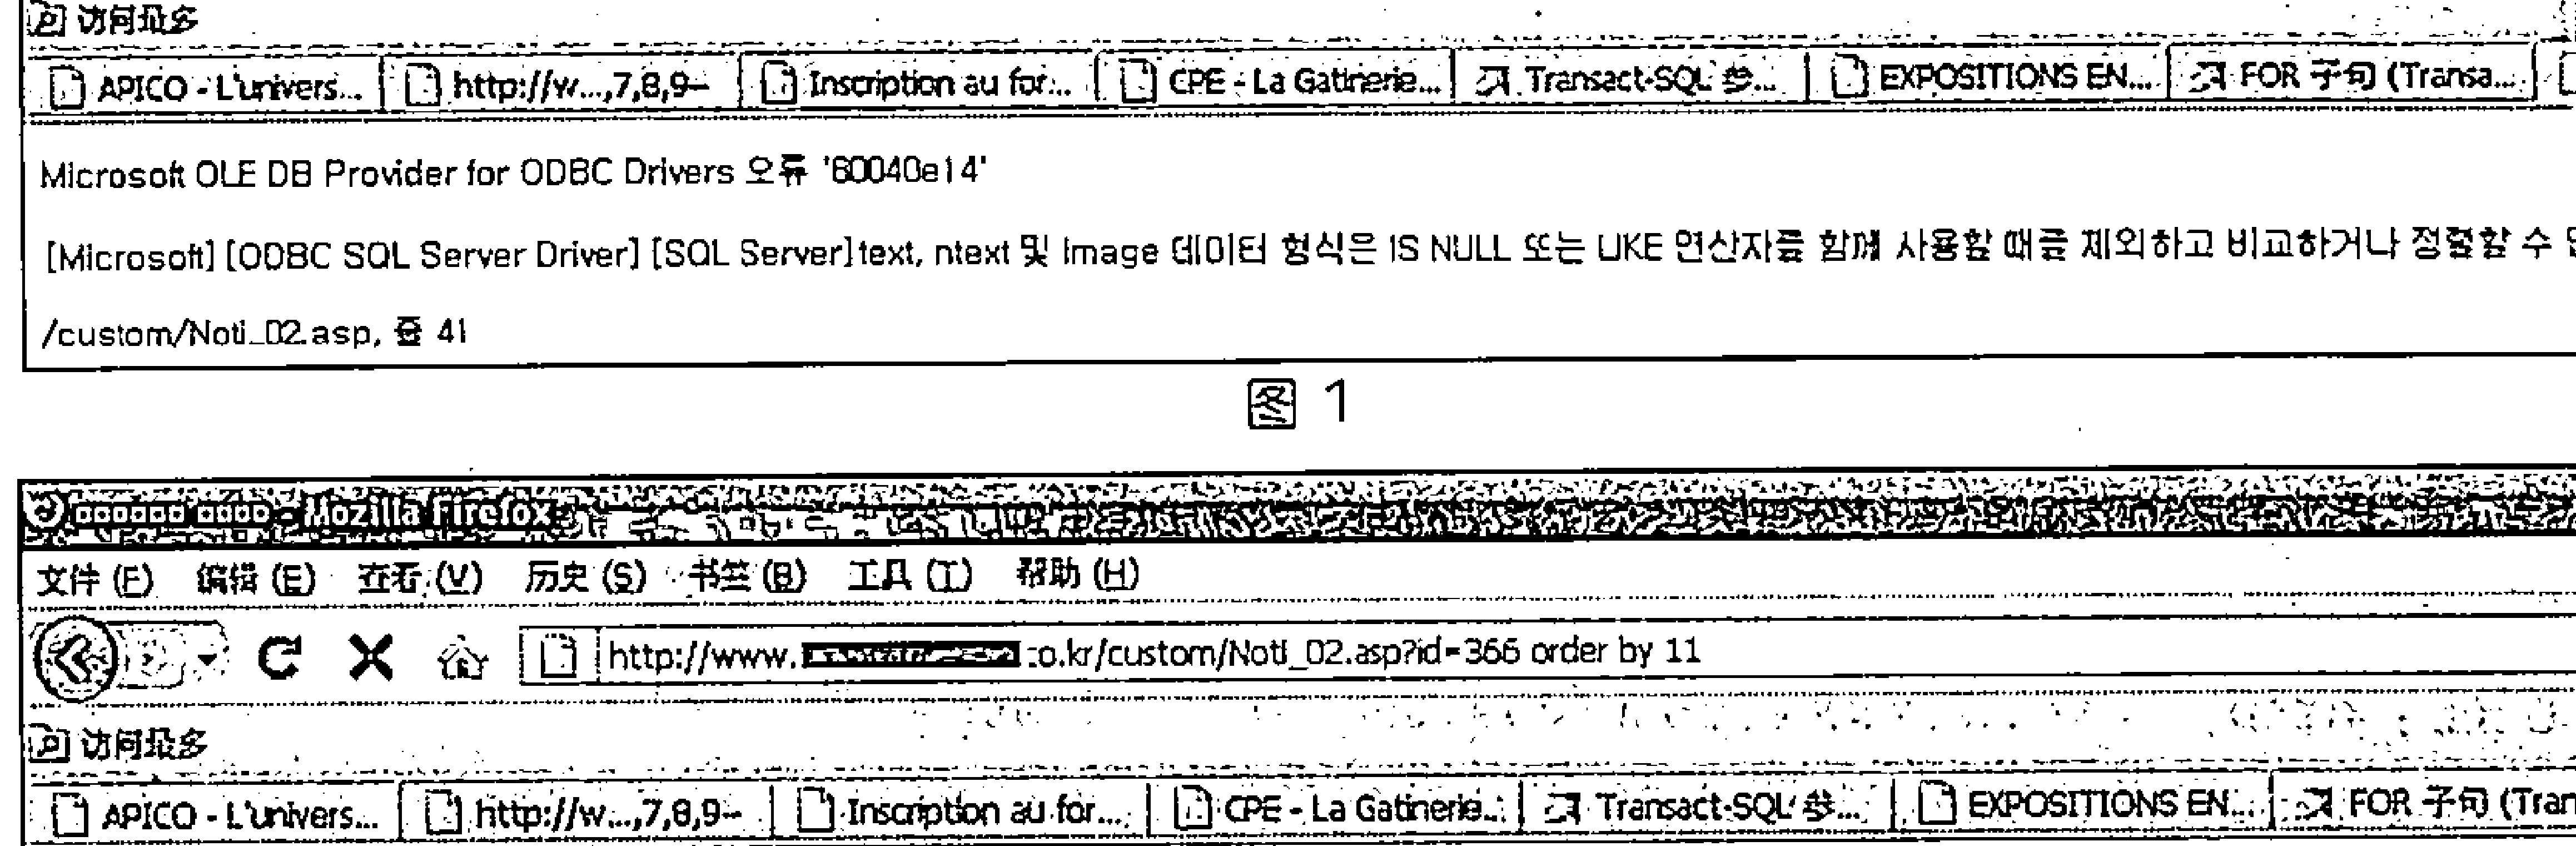 访问最多
APICO - L'univers... http://w...,7,8,9-- Inscription au for... CPE - La Gatinerie... Transact-SQL 参... EXPOSITIONS EN... FOR 子句 (Transa...
Microsoft OLE DB Provider for ODBC Drivers 오류 '80040e14'
[Microsoft] [ODBC SQL Server Driver] [SQL Server]text, ntext 및 image 데이터 형식은 IS NULL 또는 LIKE 연산자를 함께 사용할 때를 제외하고 비교하거나 정렬할 수
/custom/Noti_02.asp, 줄 41
图 1
- Mozilla Firefox
文件 (F) 编辑 (E) 查看 (V) 历史 (S) 书签 (B) 工具 (T) 帮助 (H)
http://www. .co.kr/custom/Noti_02.asp?id=366 order by 11
访问最多
APICO - L'univers... http://w...,7,8,9-- Inscription au for... CPE - La Gatinerie... Transact-SQL 参... EXPOSITIONS EN... FOR 子句 (Tran